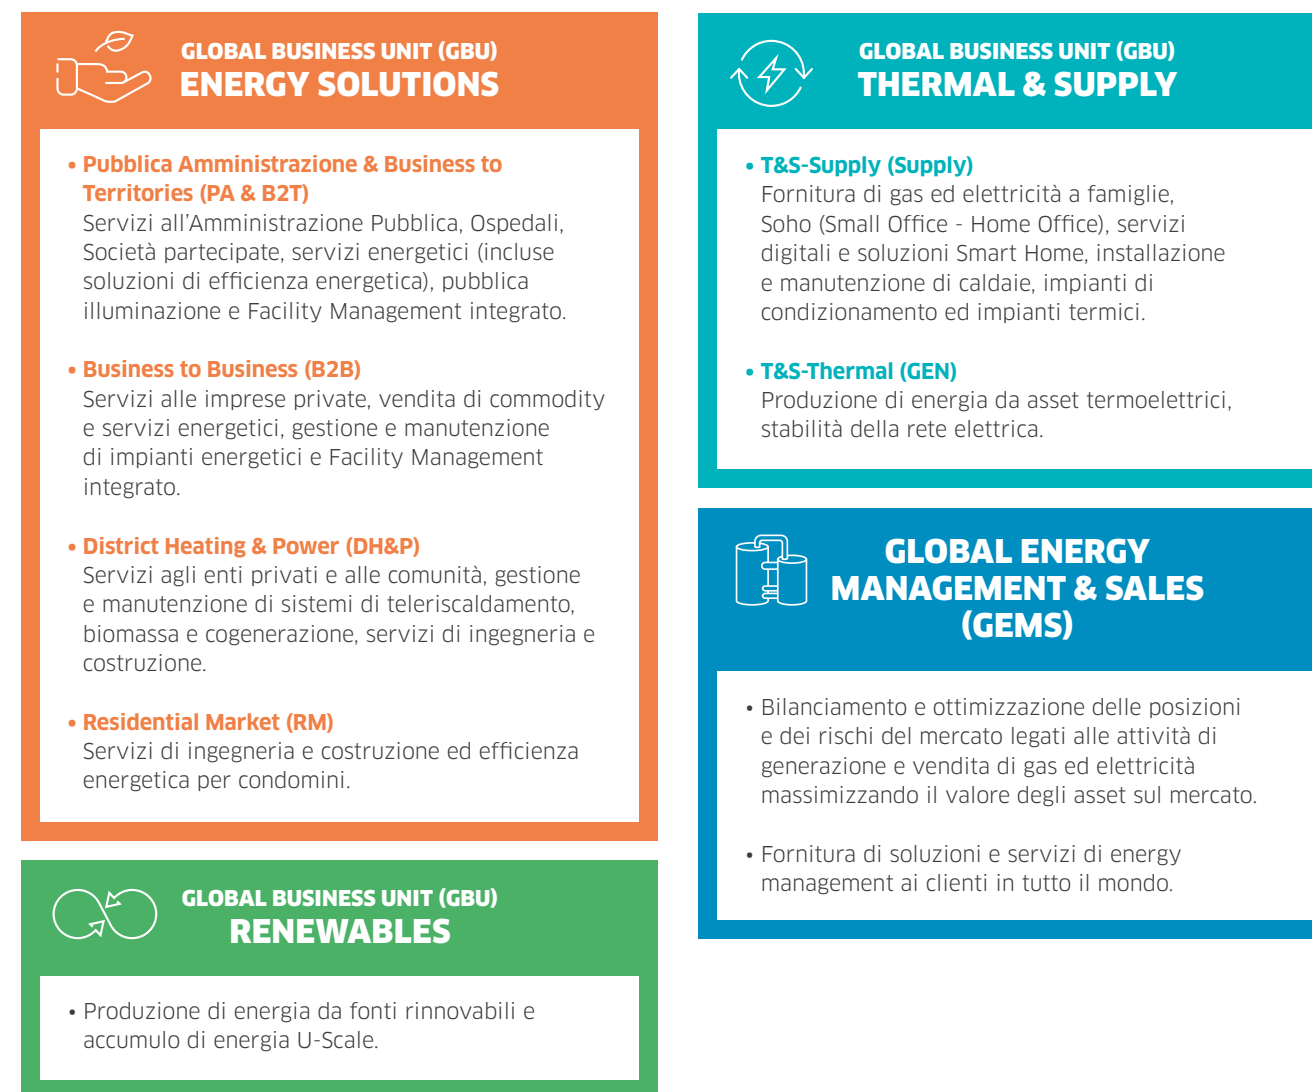 GLOBAL BUSINESS UNIT (GBU)
ENERGY SOLUTIONS
• Pubblica Amministrazione & Business to
Territories (PA & B2T)
Servizi all’Amministrazione Pubblica, Ospedali,
Società partecipate, servizi energetici (incluse
soluzioni di efficienza energetica), pubblica
illuminazione e Facility Management integrato.
• Business to Business (B2B)
Servizi alle imprese private, vendita di commodity
e servizi energetici, gestione e manutenzione
di impianti energetici e Facility Management
integrato.
• District Heating & Power (DH&P)
Servizi agli enti privati e alle comunità, gestione
e manutenzione di sistemi di teleriscaldamento,
biomassa e cogenerazione, servizi di ingegneria e
costruzione.
• Residential Market (RM)
Servizi di ingegneria e costruzione ed efficienza
energetica per condomini.
GLOBAL BUSINESS UNIT (GBU)
RENEWABLES
• Produzione di energia da fonti rinnovabili e
accumulo di energia U-Scale.
GLOBAL BUSINESS UNIT (GBU)
THERMAL & SUPPLY
• T&S-Supply (Supply)
Fornitura di gas ed elettricità a famiglie,
Soho (Small Office - Home Office), servizi
digitali e soluzioni Smart Home, installazione
e manutenzione di caldaie, impianti di
condizionamento ed impianti termici.
• T&S-Thermal (GEN)
Produzione di energia da asset termoelettrici,
stabilità della rete elettrica.
GLOBAL ENERGY
MANAGEMENT & SALES
(GEMS)
• Bilanciamento e ottimizzazione delle posizioni
e dei rischi del mercato legati alle attività di
generazione e vendita di gas ed elettricità
massimizzando il valore degli asset sul mercato.
• Fornitura di soluzioni e servizi di energy
management ai clienti in tutto il mondo.